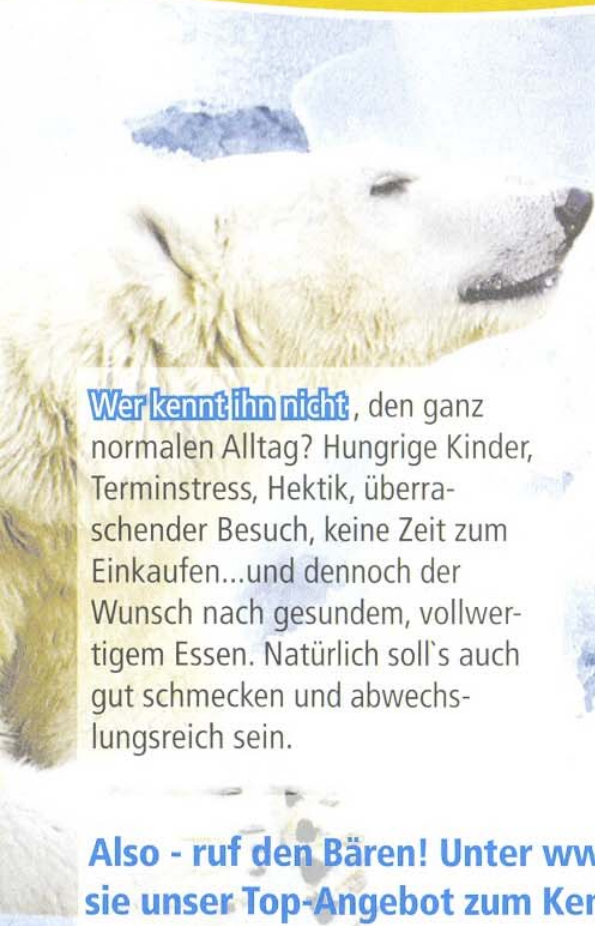 Wer kennt ihn nicht, den ganz
normalen Alltag? Hungrige Kinder,
Terminstress, Hektik, überra-
schender Besuch, keine Zeit zum
Einkaufen...und dennoch der
Wunsch nach gesundem, vollwer-
tigem Essen. Natürlich soll`s auch
gut schmecken und abwechs-
lungsreich sein.
Also - ruf den Bären! Unter ww
sie unser Top-Angebot zum Ken